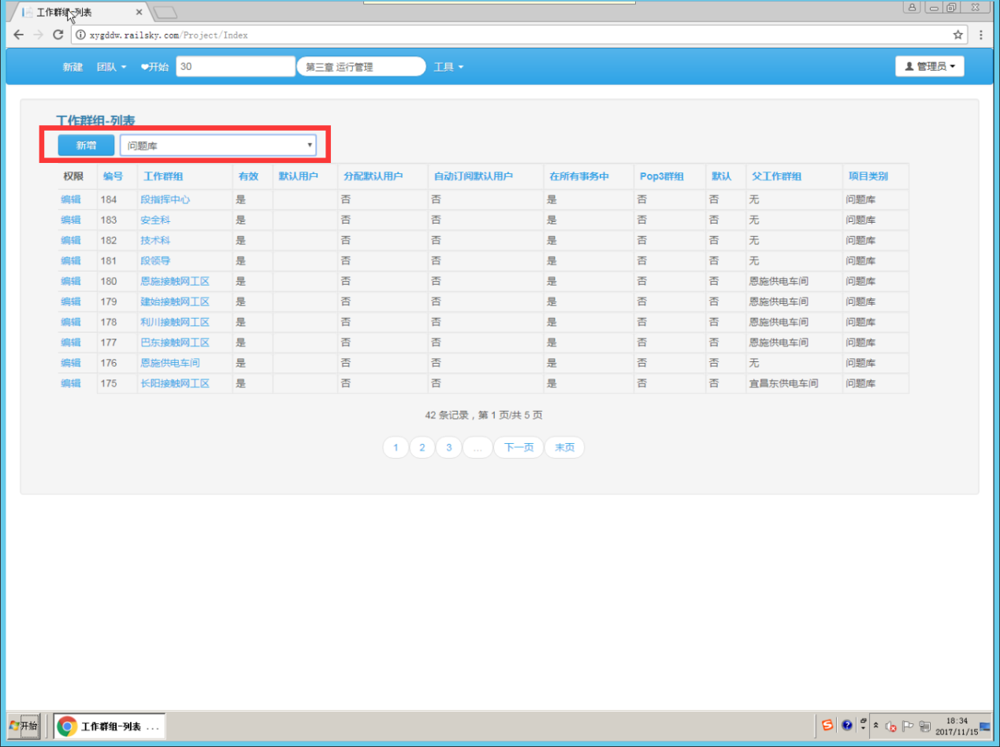 工作群组-列表
xygddw.railsky.com/Project/Index
新建 团队 ❤开始 30 第三章 运行管理 工具 管理员
工作群组-列表
新增 问题库
权限 编号 工作群组 有效 默认用户 分配默认用户 自动订阅默认用户 在所有事务中 Pop3群组 默认 父工作群组 项目类别
编辑 184 段指挥中心 是 否 否 是 否 否 无 问题库
编辑 183 安全科 是 否 否 是 否 否 无 问题库
编辑 182 技术科 是 否 否 是 否 否 无 问题库
编辑 181 段领导 是 否 否 是 否 否 无 问题库
编辑 180 恩施接触网工区 是 否 否 是 否 否 恩施供电车间 问题库
编辑 179 建始接触网工区 是 否 否 是 否 否 恩施供电车间 问题库
编辑 178 利川接触网工区 是 否 否 是 否 否 恩施供电车间 问题库
编辑 177 巴东接触网工区 是 否 否 是 否 否 恩施供电车间 问题库
编辑 176 恩施供电车间 是 否 否 是 否 否 无 问题库
编辑 175 长阳接触网工区 是 否 否 是 否 否 宜昌东供电车间 问题库
42 条记录，第 1 页/共 5 页
1 2 3 ... 下一页 末页
开始 工作群组-列表 ... 18:34
2017/11/15